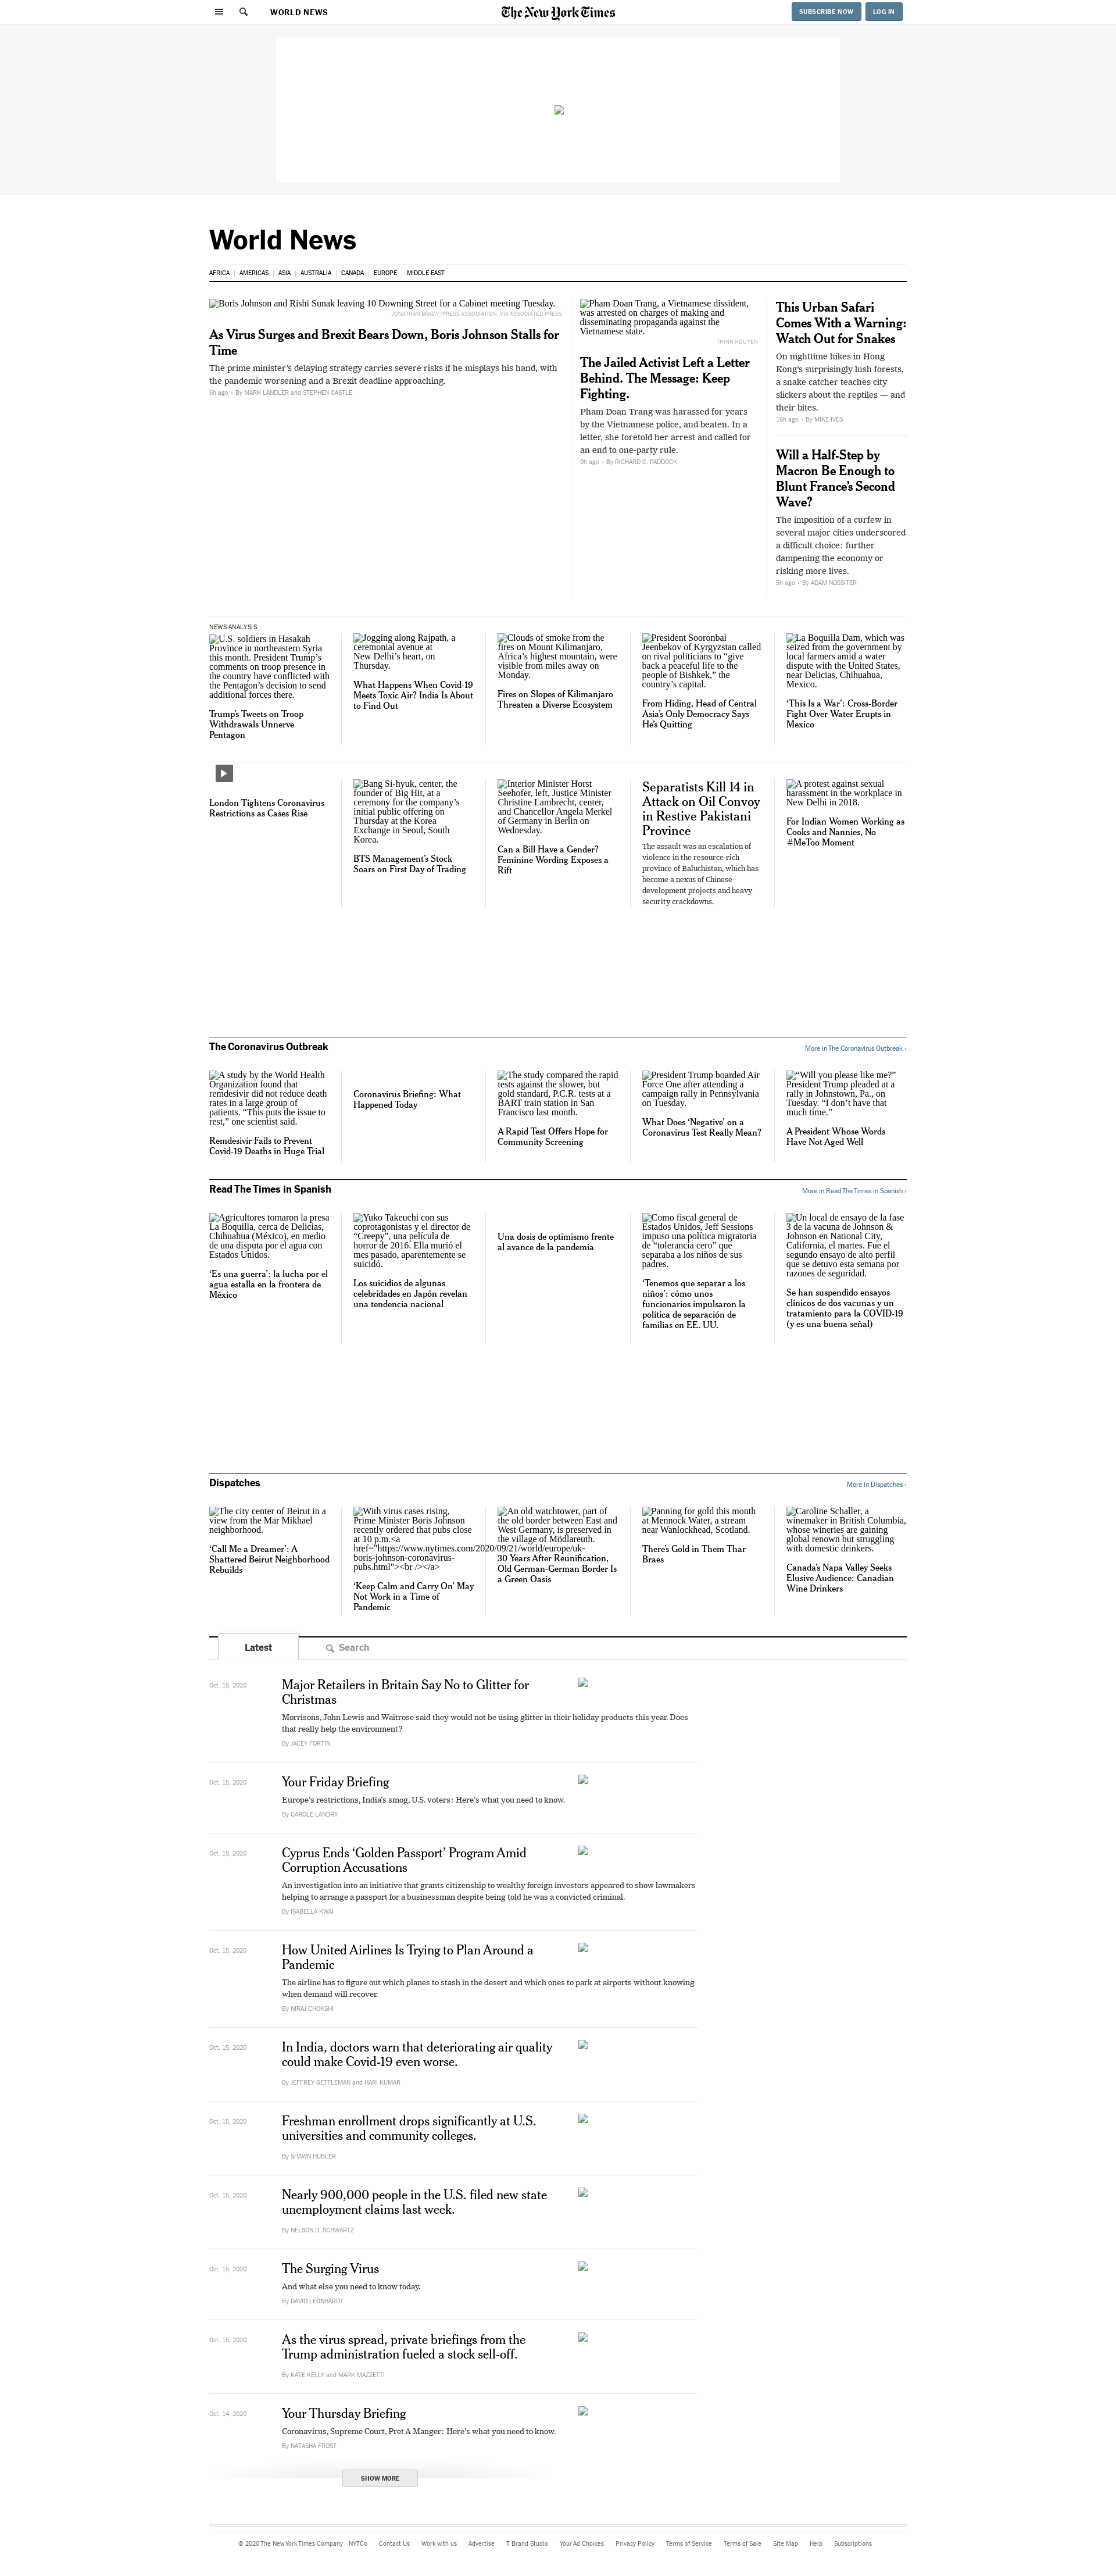 WORLD NEWS
The New York Times
SUBSCRIBE NOW
LOG IN
World News
AFRICA
AMERICAS
ASIA
AUSTRALIA
CANADA
EUROPE
MIDDLE EAST
Boris Johnson and Rishi Sunak leaving 10 Downing Street for a Cabinet meeting Tuesday.
JONATHAN BRADY/PRESS ASSOCIATION, VIA ASSOCIATED PRESS
As Virus Surges and Brexit Bears Down, Boris Johnson Stalls for
Time
The prime minister's delaying strategy carries severe risks if he misplays his hand, with
the pandemic worsening and a Brexit deadline approaching.
6h ago • By MARK LANDLER and STEPHEN CASTLE
Pham Doan Trang, a Vietnamese dissident,
was arrested on charges of making and
disseminating propaganda against the
Vietnamese state.
THINH NGUYEN
The Jailed Activist Left a Letter
Behind. The Message: Keep
Fighting.
Pham Doan Trang was harassed for years
by the Vietnamese police, and beaten. In a
letter, she foretold her arrest and called for
an end to one-party rule.
9h ago • By RICHARD C. PADDOCK
This Urban Safari
Comes With a Warning:
Watch Out for Snakes
On nighttime hikes in Hong
Kong's surprisingly lush forests,
a snake catcher teaches city
slickers about the reptiles — and
their bites.
16h ago • By MIKE IVES
Will a Half-Step by
Macron Be Enough to
Blunt France's Second
Wave?
The imposition of a curfew in
several major cities underscored
a difficult choice: further
dampening the economy or
risking more lives.
5h ago • By ADAM NOSSITER
NEWS ANALYSIS
U.S. soldiers in Hasakah
Province in northeastern Syria
this month. President Trump's
comments on troop presence in
the country have conflicted with
the Pentagon's decision to send
additional forces there.
Trump's Tweets on Troop
Withdrawals Unnerve
Pentagon
Jogging along Rajpath, a
ceremonial avenue at
New Delhi's heart, on
Thursday.
What Happens When Covid-19
Meets Toxic Air? India Is About
to Find Out
Clouds of smoke from the
fires on Mount Kilimanjaro,
Africa's highest mountain, were
visible from miles away on
Monday.
Fires on Slopes of Kilimanjaro
Threaten a Diverse Ecosystem
President Sooronbai
Jeenbekov of Kyrgyzstan called
on rival politicians to “give
back a peaceful life to the
people of Bishkek,” the
country's capital.
From Hiding, Head of Central
Asia's Only Democracy Says
He's Quitting
La Boquilla Dam, which was
seized from the government by
local farmers amid a water
dispute with the United States,
near Delicias, Chihuahua,
Mexico.
‘This Is a War’: Cross-Border
Fight Over Water Erupts in
Mexico
London Tightens Coronavirus
Restrictions as Cases Rise
Bang Si-hyuk, center, the
founder of Big Hit, at a
ceremony for the company's
initial public offering on
Thursday at the Korea
Exchange in Seoul, South
Korea.
BTS Management's Stock
Soars on First Day of Trading
Interior Minister Horst
Seehofer, left, Justice Minister
Christine Lambrecht, center,
and Chancellor Angela Merkel
of Germany in Berlin on
Wednesday.
Can a Bill Have a Gender?
Feminine Wording Exposes a
Rift
Separatists Kill 14 in
Attack on Oil Convoy
in Restive Pakistani
Province
The assault was an escalation of
violence in the resource-rich
province of Baluchistan, which has
become a nexus of Chinese
development projects and heavy
security crackdowns.
A protest against sexual
harassment in the workplace in
New Delhi in 2018.
For Indian Women Working as
Cooks and Nannies, No
#MeToo Moment
The Coronavirus Outbreak
More in The Coronavirus Outbreak ›
A study by the World Health
Organization found that
remdesivir did not reduce death
rates in a large group of
patients. “This puts the issue to
rest,” one scientist said.
Remdesivir Fails to Prevent
Covid-19 Deaths in Huge Trial
Coronavirus Briefing: What
Happened Today
The study compared the rapid
tests against the slower, but
gold standard, P.C.R. tests at a
BART train station in San
Francisco last month.
A Rapid Test Offers Hope for
Community Screening
President Trump boarded Air
Force One after attending a
campaign rally in Pennsylvania
on Tuesday.
What Does ‘Negative’ on a
Coronavirus Test Really Mean?
“Will you please like me?”
President Trump pleaded at a
rally in Johnstown, Pa., on
Tuesday. “I don't have that
much time.”
A President Whose Words
Have Not Aged Well
Read The Times in Spanish
More in Read The Times in Spanish ›
Agricultores tomaron la presa
La Boquilla, cerca de Delicias,
Chihuahua (México), en medio
de una disputa por el agua con
Estados Unidos.
‘Es una guerra’: la lucha por el
agua estalla en la frontera de
México
Yuko Takeuchi con sus
coprotagonistas y el director de
“Creepy”, una película de
horror de 2016. Ella murió el
mes pasado, aparentemente se
suicidó.
Los suicidios de algunas
celebridades en Japón revelan
una tendencia nacional
Una dosis de optimismo frente
al avance de la pandemia
Como fiscal general de
Estados Unidos, Jeff Sessions
impuso una política migratoria
de “tolerancia cero” que
separaba a los niños de sus
padres.
‘Tenemos que separar a los
niños’: cómo unos
funcionarios impulsaron la
política de separación de
familias en EE. UU.
Un local de ensayo de la fase
3 de la vacuna de Johnson &
Johnson en National City,
California, el martes. Fue el
segundo ensayo de alto perfil
que se detuvo esta semana por
razones de seguridad.
Se han suspendido ensayos
clínicos de dos vacunas y un
tratamiento para la COVID-19
(y es una buena señal)
Dispatches
More in Dispatches ›
The city center of Beirut in a
view from the Mar Mikhael
neighborhood.
‘Call Me a Dreamer’: A
Shattered Beirut Neighborhood
Rebuilds
With virus cases rising,
Prime Minister Boris Johnson
recently ordered that pubs close
at 10 p.m.<a
href="https://www.nytimes.com/2020/09/21/world/europe/uk-
boris-johnson-coronavirus-
pubs.html"><br /></a>
‘Keep Calm and Carry On’ May
Not Work in a Time of
Pandemic
An old watchtower, part of
the old border between East and
West Germany, is preserved in
the village of Mödlareuth.
30 Years After Reunification,
Old German-German Border Is
a Green Oasis
Panning for gold this month
at Mennock Water, a stream
near Wanlockhead, Scotland.
There's Gold in Them Thar
Braes
Caroline Schaller, a
winemaker in British Columbia,
whose wineries are gaining
global renown but struggling
with domestic drinkers.
Canada's Napa Valley Seeks
Elusive Audience: Canadian
Wine Drinkers
Latest
Search
Oct. 15, 2020
Major Retailers in Britain Say No to Glitter for
Christmas
Morrisons, John Lewis and Waitrose said they would not be using glitter in their holiday products this year. Does
that really help the environment?
By JACEY FORTIN
Oct. 15, 2020
Your Friday Briefing
Europe's restrictions, India's smog, U.S. voters: Here's what you need to know.
By CAROLE LANDRY
Oct. 15, 2020
Cyprus Ends ‘Golden Passport’ Program Amid
Corruption Accusations
An investigation into an initiative that grants citizenship to wealthy foreign investors appeared to show lawmakers
helping to arrange a passport for a businessman despite being told he was a convicted criminal.
By ISABELLA KWAI
Oct. 15, 2020
How United Airlines Is Trying to Plan Around a
Pandemic
The airline has to figure out which planes to stash in the desert and which ones to park at airports without knowing
when demand will recover.
By NIRAJ CHOKSHI
Oct. 15, 2020
In India, doctors warn that deteriorating air quality
could make Covid-19 even worse.
By JEFFREY GETTLEMAN and HARI KUMAR
Oct. 15, 2020
Freshman enrollment drops significantly at U.S.
universities and community colleges.
By SHAWN HUBLER
Oct. 15, 2020
Nearly 900,000 people in the U.S. filed new state
unemployment claims last week.
By NELSON D. SCHWARTZ
Oct. 15, 2020
The Surging Virus
And what else you need to know today.
By DAVID LEONHARDT
Oct. 15, 2020
As the virus spread, private briefings from the
Trump administration fueled a stock sell-off.
By KATE KELLY and MARK MAZZETTI
Oct. 14, 2020
Your Thursday Briefing
Coronavirus, Supreme Court, Pret A Manger: Here's what you need to know.
By NATASHA FROST
SHOW MORE
© 2020 The New York Times Company
NYTCo
Contact Us
Work with us
Advertise
T Brand Studio
Your Ad Choices
Privacy Policy
Terms of Service
Terms of Sale
Site Map
Help
Subscriptions